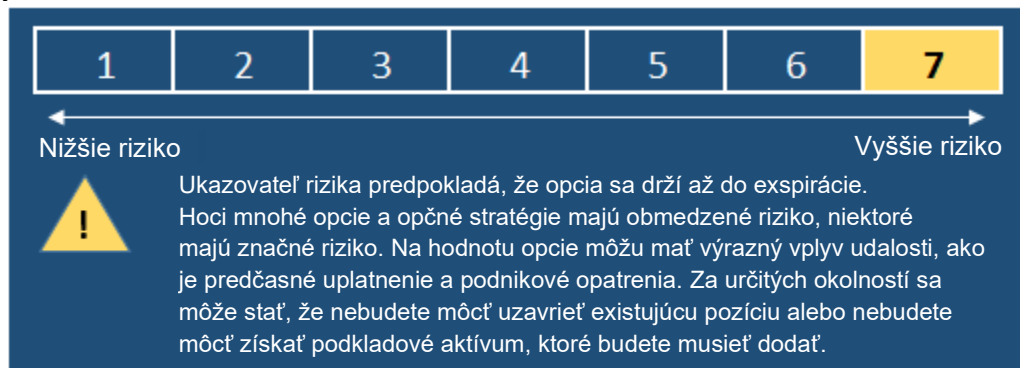 1 2 3 4 5 6 7
Nižšie riziko Vyššie riziko
! Ukazovateľ rizika predpokladá, že opcia sa drží až do exspirácie.
Hoci mnohé opcie a opčné stratégie majú obmedzené riziko, niektoré
majú značné riziko. Na hodnotu opcie môžu mať výrazný vplyv udalosti, ako
je predčasné uplatnenie a podnikové opatrenia. Za určitých okolností sa
môže stať, že nebudete môcť uzavrieť existujúcu pozíciu alebo nebudete
môcť získať podkladové aktívum, ktoré budete musieť dodať.